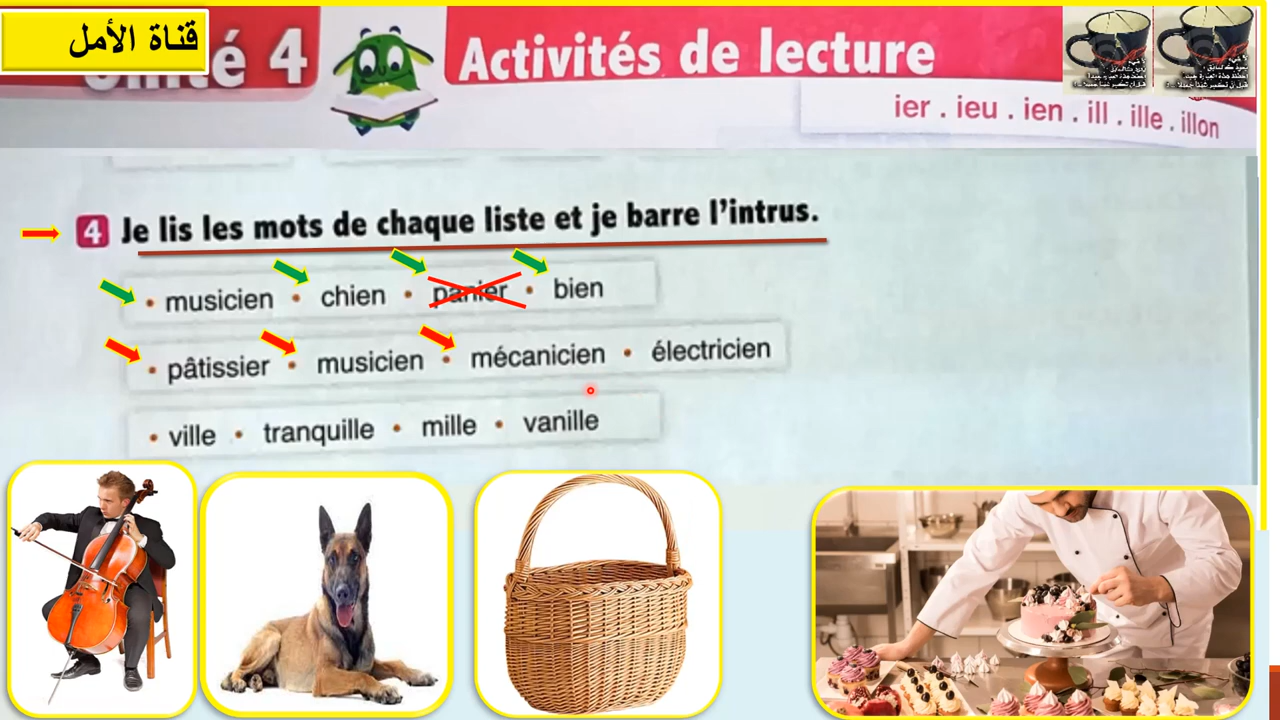 قناة الأمل
Unité 4
Activités de lecture
ier . ieu . ien . ill . ille . illon
4 Je lis les mots de chaque liste et je barre l'intrus.
• musicien • chien • panier • bien
• pâtissier • musicien • mécanicien • électricien
• ville • tranquille • mille • vanille